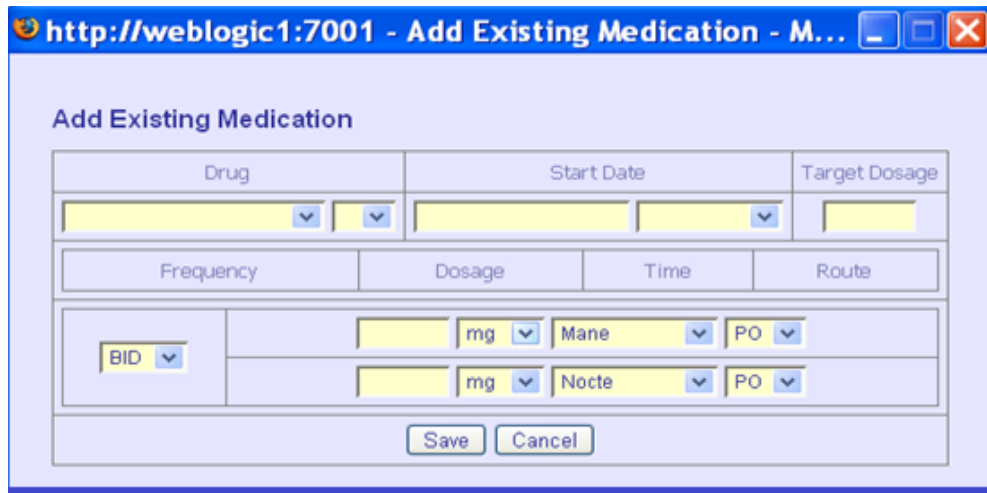 http://weblogic1:7001 - Add Existing Medication - M...
Add Existing Medication
Drug Start Date Target Dosage
Frequency Dosage Time Route
BID
mg Mane PO
mg Nocte PO
Save Cancel